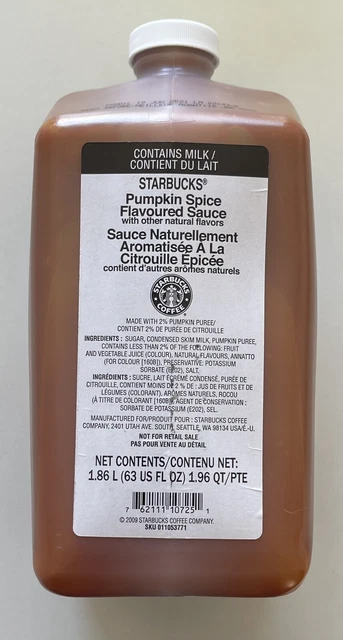 CONTAINS MILK /
CONTIENT DU LAIT
STARBUCKS®
Pumpkin Spice
Flavoured Sauce
with other natural flavors
Sauce Naturellement
Aromatisée À La
Citrouille Épicée
contient d'autres arômes naturels
STARBUCKS
COFFEE
MADE WITH 2% PUMPKIN PUREE/
CONTIENT 2% DE PURÉE DE CITROUILLE
INGREDIENTS: SUGAR, CONDENSED SKIM MILK, PUMPKIN PUREE,
CONTAINS LESS THAN 2% OF THE FOLLOWING: FRUIT
AND VEGETABLE JUICE (COLOUR), NATURAL FLAVOURS, ANNATTO
(FOR COLOUR [160B]), PRESERVATIVE: POTASSIUM
SORBATE (E202), SALT.
INGRÉDIENTS: SUCRE, LAIT ÉCRÉMÉ CONDENSÉ, PURÉE DE
CITROUILLE, CONTIENT MOINS DE 2 % DE : JUS DE FRUITS ET DE
LÉGUMES (COLORANT), ARÔMES NATURELS, ROCOU
(À TITRE DE COLORANT [160B]), AGENT DE CONSERVATION :
SORBATE DE POTASSIUM (E202), SEL.
MANUFACTURED FOR/PRODUIT POUR : STARBUCKS COFFEE
COMPANY, 2401 UTAH AVE. SOUTH, SEATTLE, WA 98134 USA/É.-U.
NOT FOR RETAIL SALE
PAS POUR VENTE AU DÉTAIL
NET CONTENTS/CONTENU NET:
1.86 L (63 US FL OZ) 1.96 QT/PTE
7 62111 10725 1
© 2009 STARBUCKS COFFEE COMPANY.
SKU 011053771